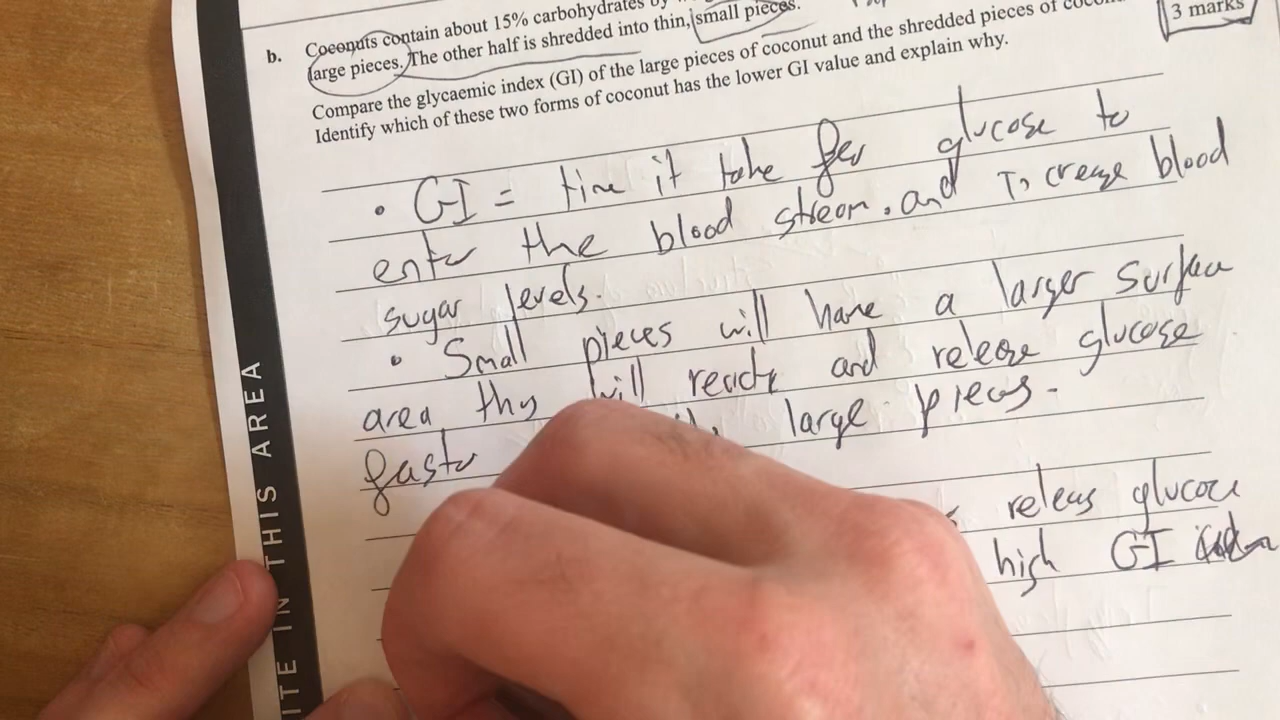 3 marks
b. Coconuts contain about 15% carbohydrates by small pieces.
large pieces. The other half is shredded into thin,
Compare the glycaemic index (GI) of the large pieces of coconut and the shredded pieces of
Identify which of these two forms of coconut has the lower GI value and explain why.
• GI = time it take for glucose to
enter the blood stream. and Increase blood
sugar levels.
• Small pieces will have a larger surface
area thus will react and release glucose
faster large pieces.
releas glucose
high GI
ITE IN THIS AREA